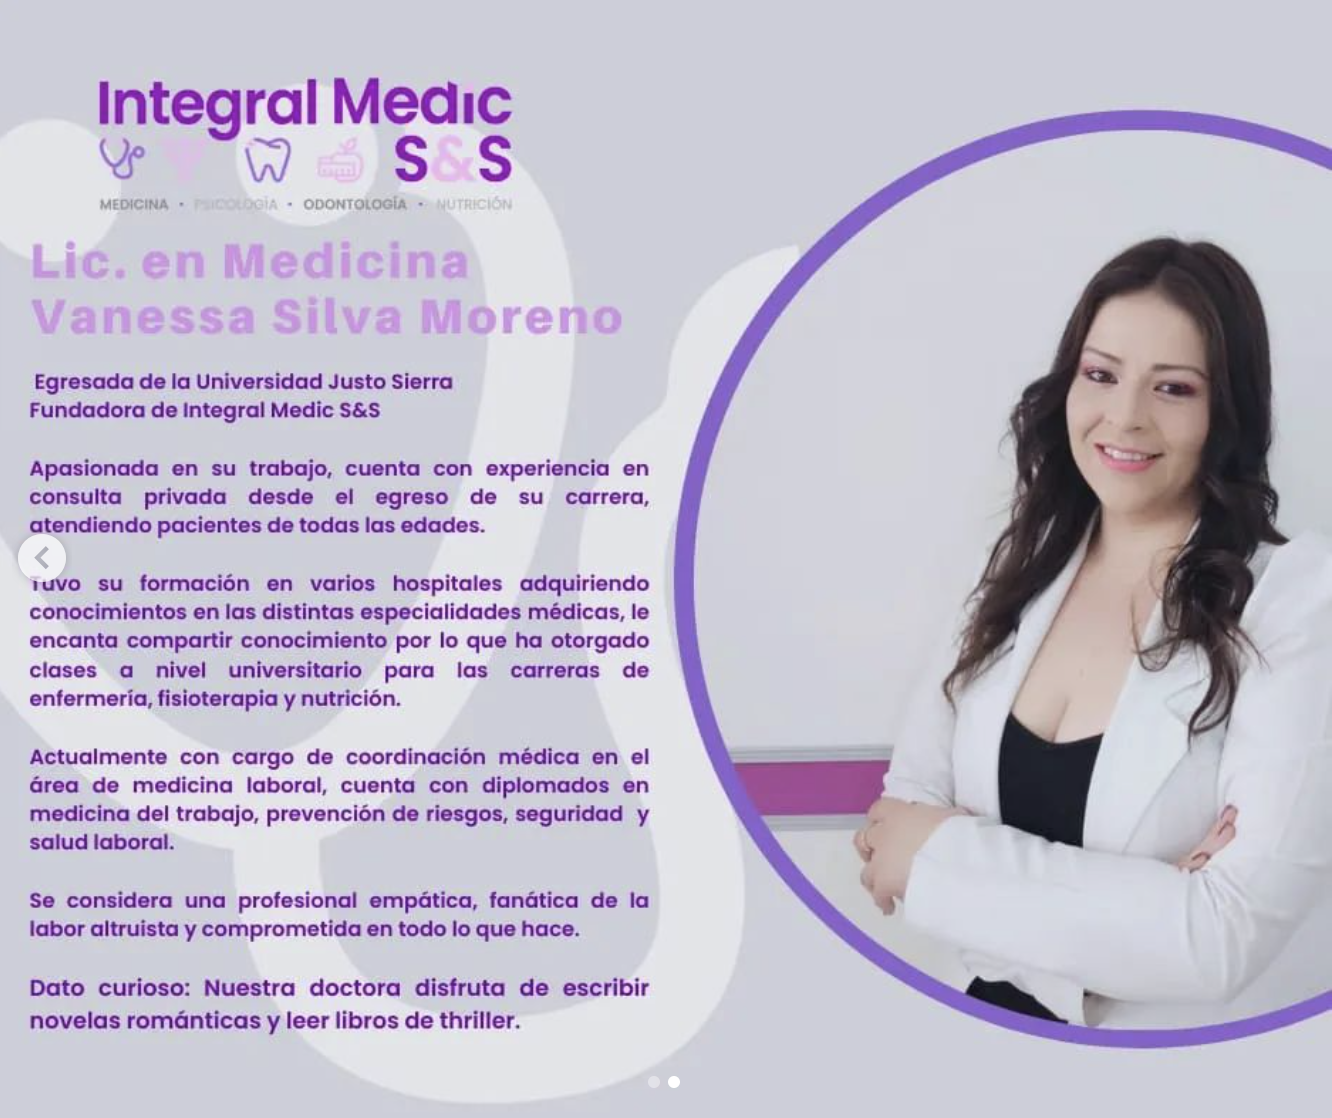 Integral Medic
S&S
MEDICINA • PSICOLOGÍA • ODONTOLOGÍA • NUTRICIÓN
Lic. en Medicina
Vanessa Silva Moreno
Egresada de la Universidad Justo Sierra
Fundadora de Integral Medic S&S
Apasionada en su trabajo, cuenta con experiencia en
consulta privada desde el egreso de su carrera,
atendiendo pacientes de todas las edades.
Tuvo su formación en varios hospitales adquiriendo
conocimientos en las distintas especialidades médicas, le
encanta compartir conocimiento por lo que ha otorgado
clases a nivel universitario para las carreras de
enfermería, fisioterapia y nutrición.
Actualmente con cargo de coordinación médica en el
área de medicina laboral, cuenta con diplomados en
medicina del trabajo, prevención de riesgos, seguridad y
salud laboral.
Se considera una profesional empática, fanática de la
labor altruista y comprometida en todo lo que hace.
Dato curioso: Nuestra doctora disfruta de escribir
novelas románticas y leer libros de thriller.